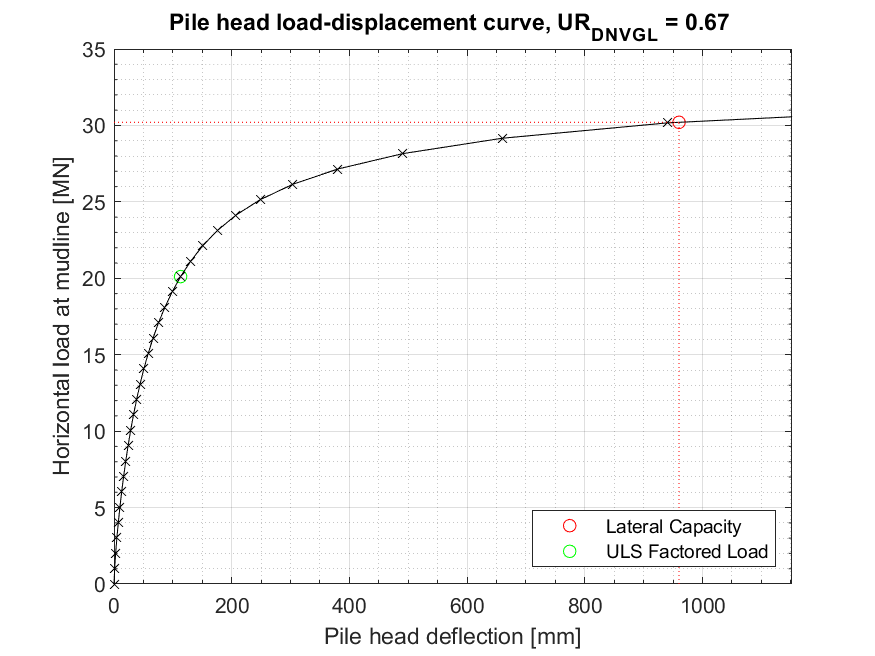 Pile head load-displacement curve, UR_DNVGL = 0.67
35
30
25
20
15
10
5
0
Horizontal load at mudline [MN]
0 200 400 600 800 1000
Pile head deflection [mm]
Lateral Capacity
ULS Factored Load